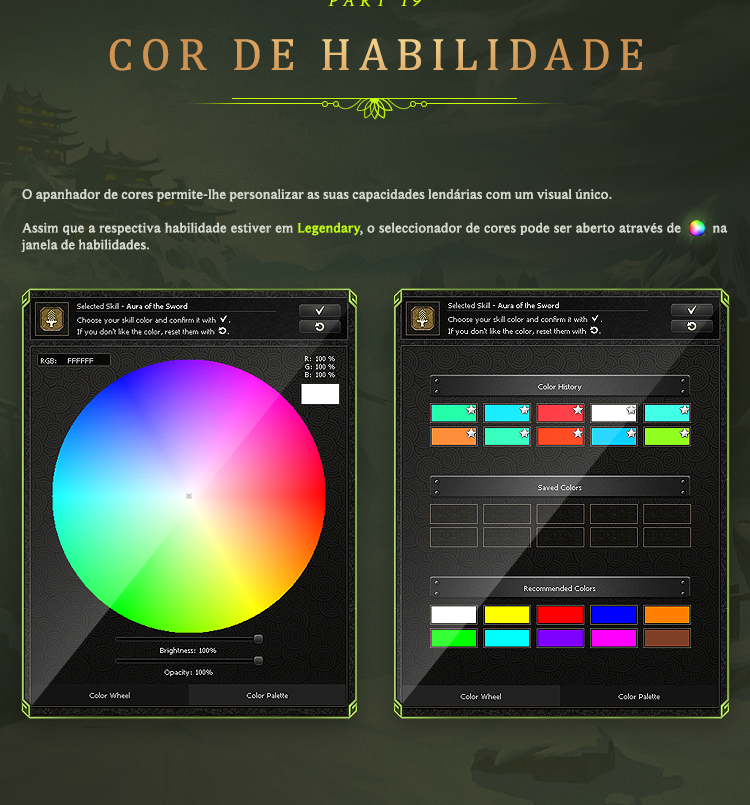 PART 19
COR DE HABILIDADE
O apanhador de cores permite-lhe personalizar as suas capacidades lendárias com um visual único.
Assim que a respectiva habilidade estiver em Legendary, o seleccionador de cores pode ser aberto através de na
janela de habilidades.
Selected Skill - Aura of the Sword
Choose your skill color and confirm it with ✓.
If you don't like the color, reset them with ↺.
RGB: FFFFFF
R: 100 %
G: 100 %
B: 100 %
Brightness: 100%
Opacity: 100%
Color Wheel
Color Palette
Selected Skill - Aura of the Sword
Choose your skill color and confirm it with ✓.
If you don't like the color, reset them with ↺.
Color History
Saved Colors
Recommended Colors
Color Wheel
Color Palette